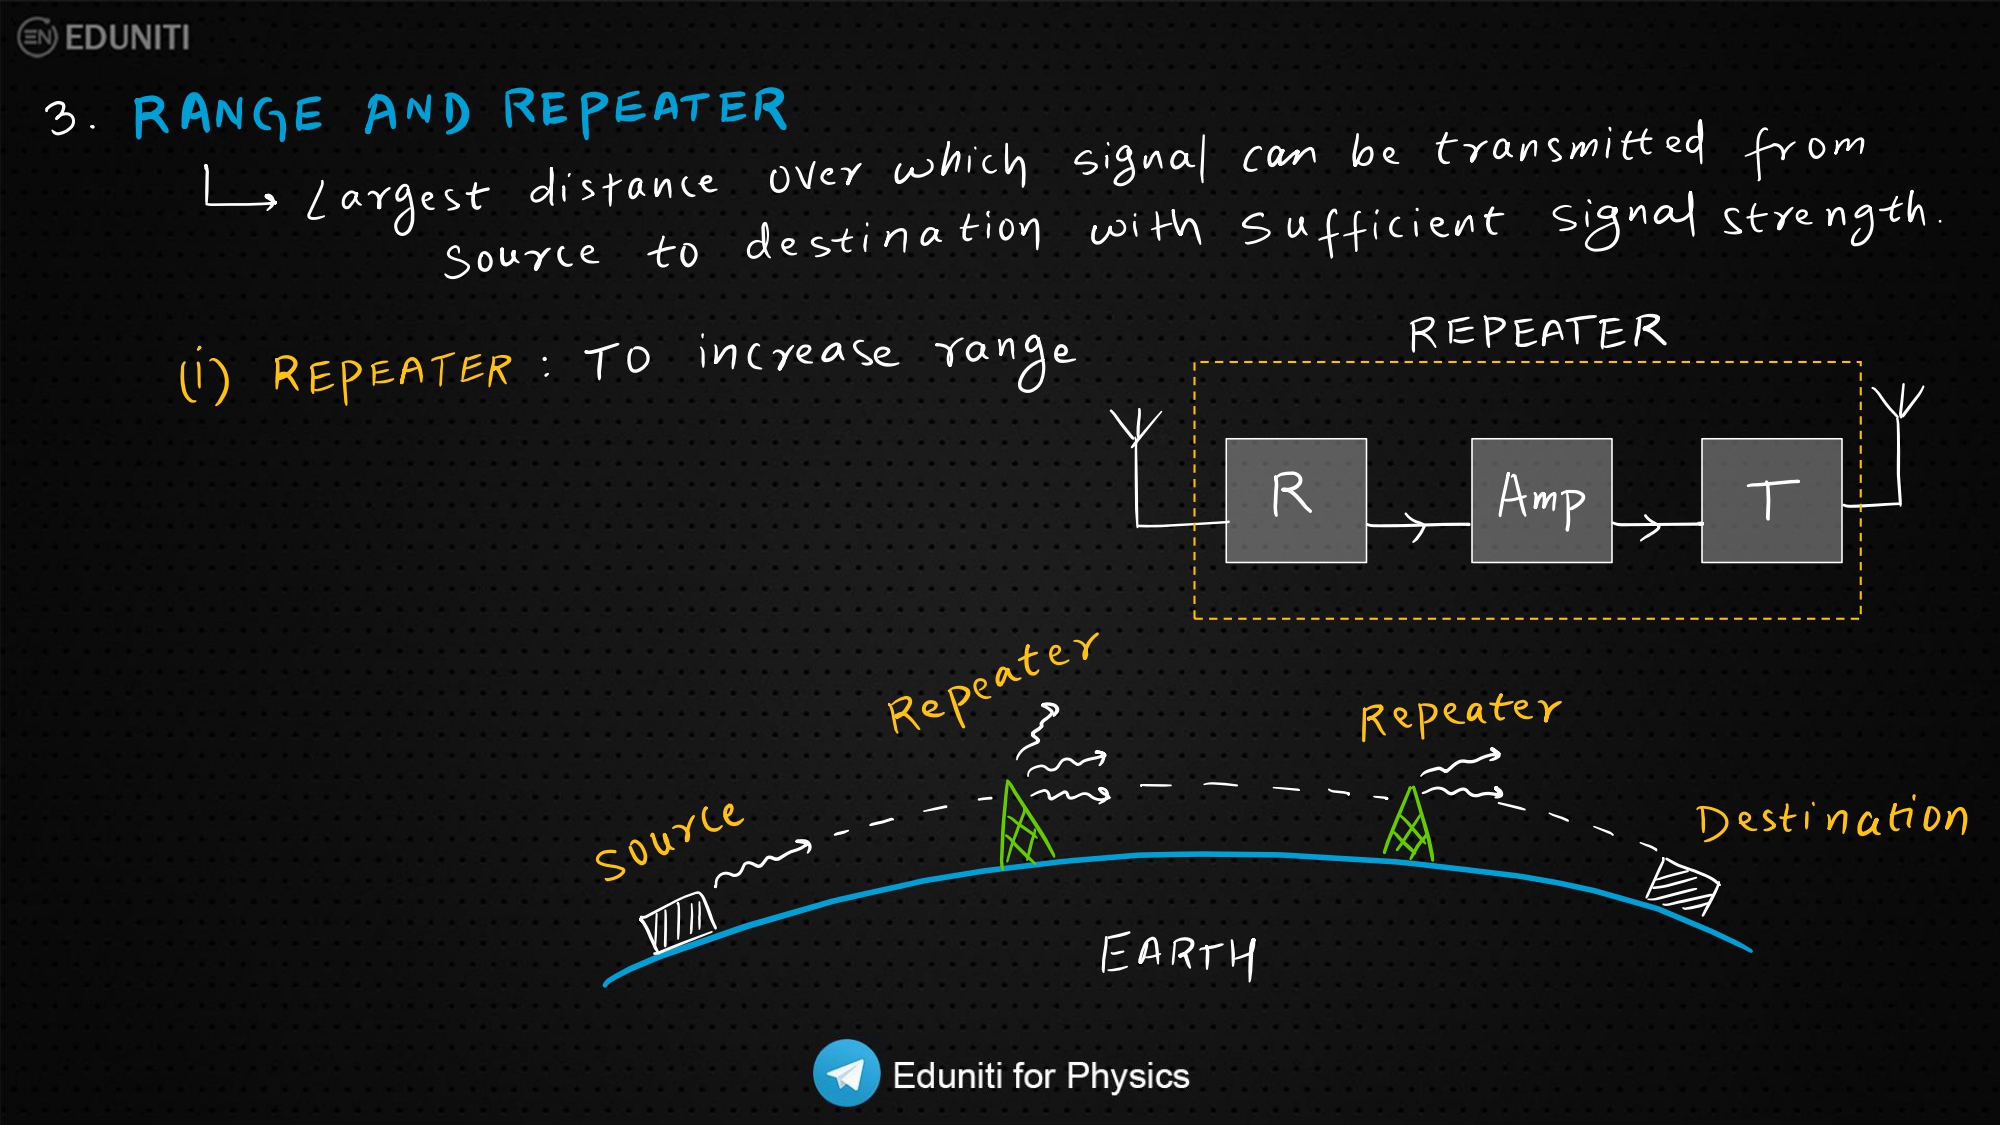 EN EDUNITI
3. RANGE AND REPEATER
Largest distance over which signal can be transmitted from
source to destination with sufficient signal strength.
(i) REPEATER : TO increase range
REPEATER
R
Amp
T
Repeater
Repeater
Source
Destination
EARTH
Eduniti for Physics